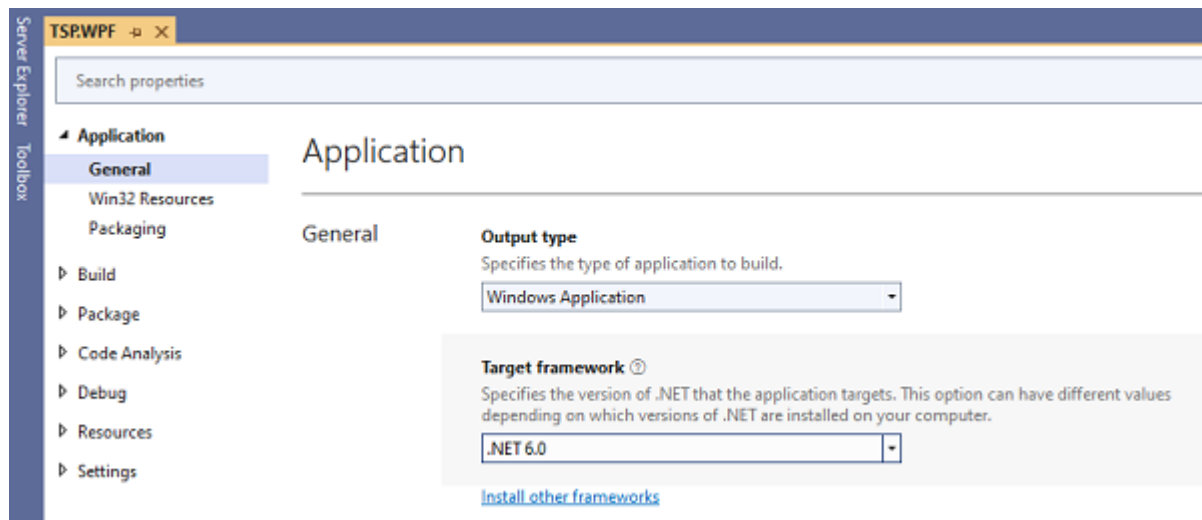 Server Explorer
Toolbox
TSP.WPF
Search properties
Application
General
Win32 Resources
Packaging
Build
Package
Code Analysis
Debug
Resources
Settings
Application
General
Output type
Specifies the type of application to build.
Windows Application
Target framework
Specifies the version of .NET that the application targets. This option can have different values
depending on which versions of .NET are installed on your computer.
.NET 6.0
Install other frameworks